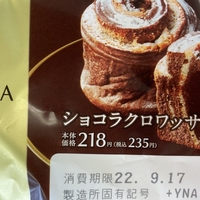 A
ショコラクロワッサ
本体価格218円(税込235円)
消費期限22. 9.17
製造所固有記号 +YNA